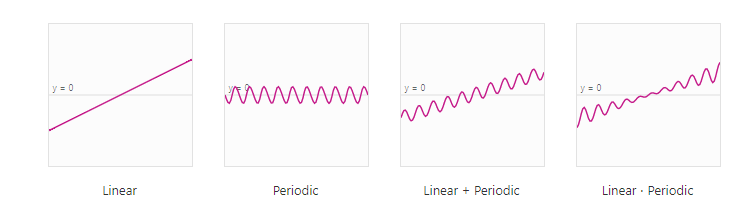 y = 0
y = 0
y = 0
y = 0
Linear
Periodic
Linear + Periodic
Linear · Periodic